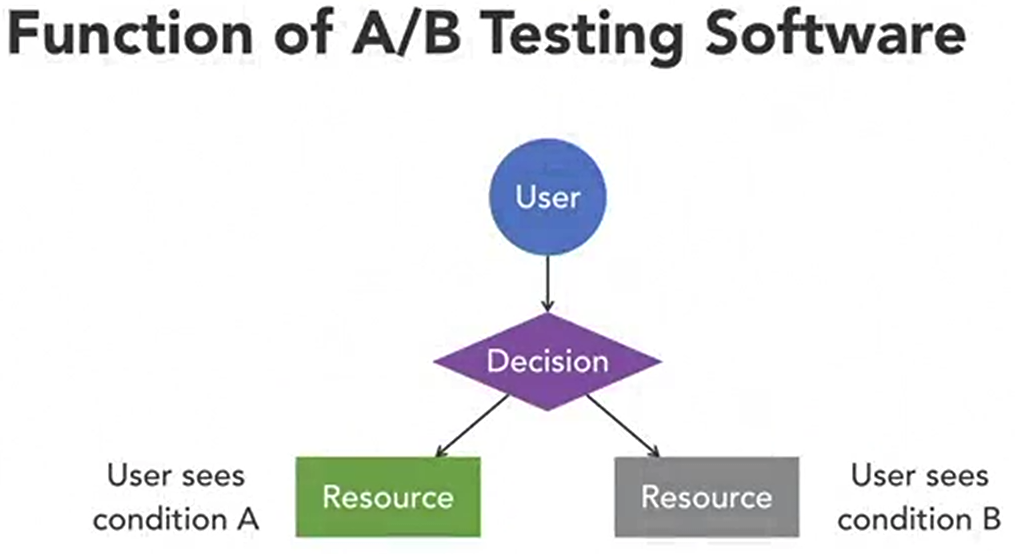 Function of A/B Testing Software
User
Decision
User sees
condition A
Resource
Resource
User sees
condition B